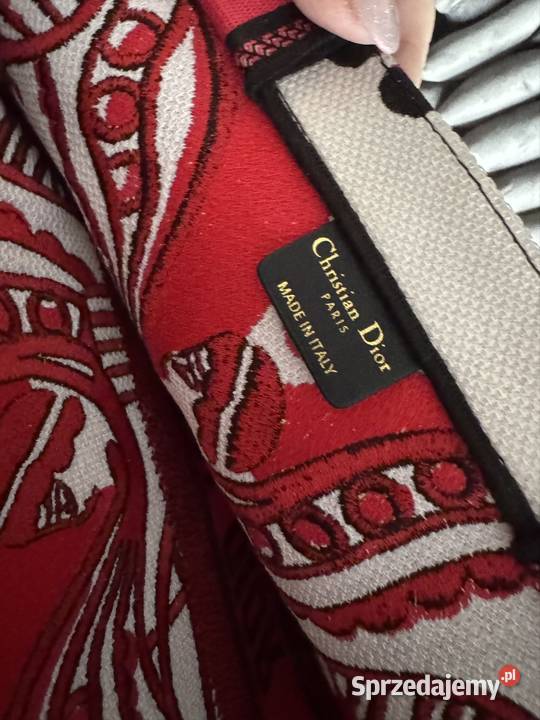 Christian Dior
PARIS
MADE IN ITALY
Sprzedajemy.pl